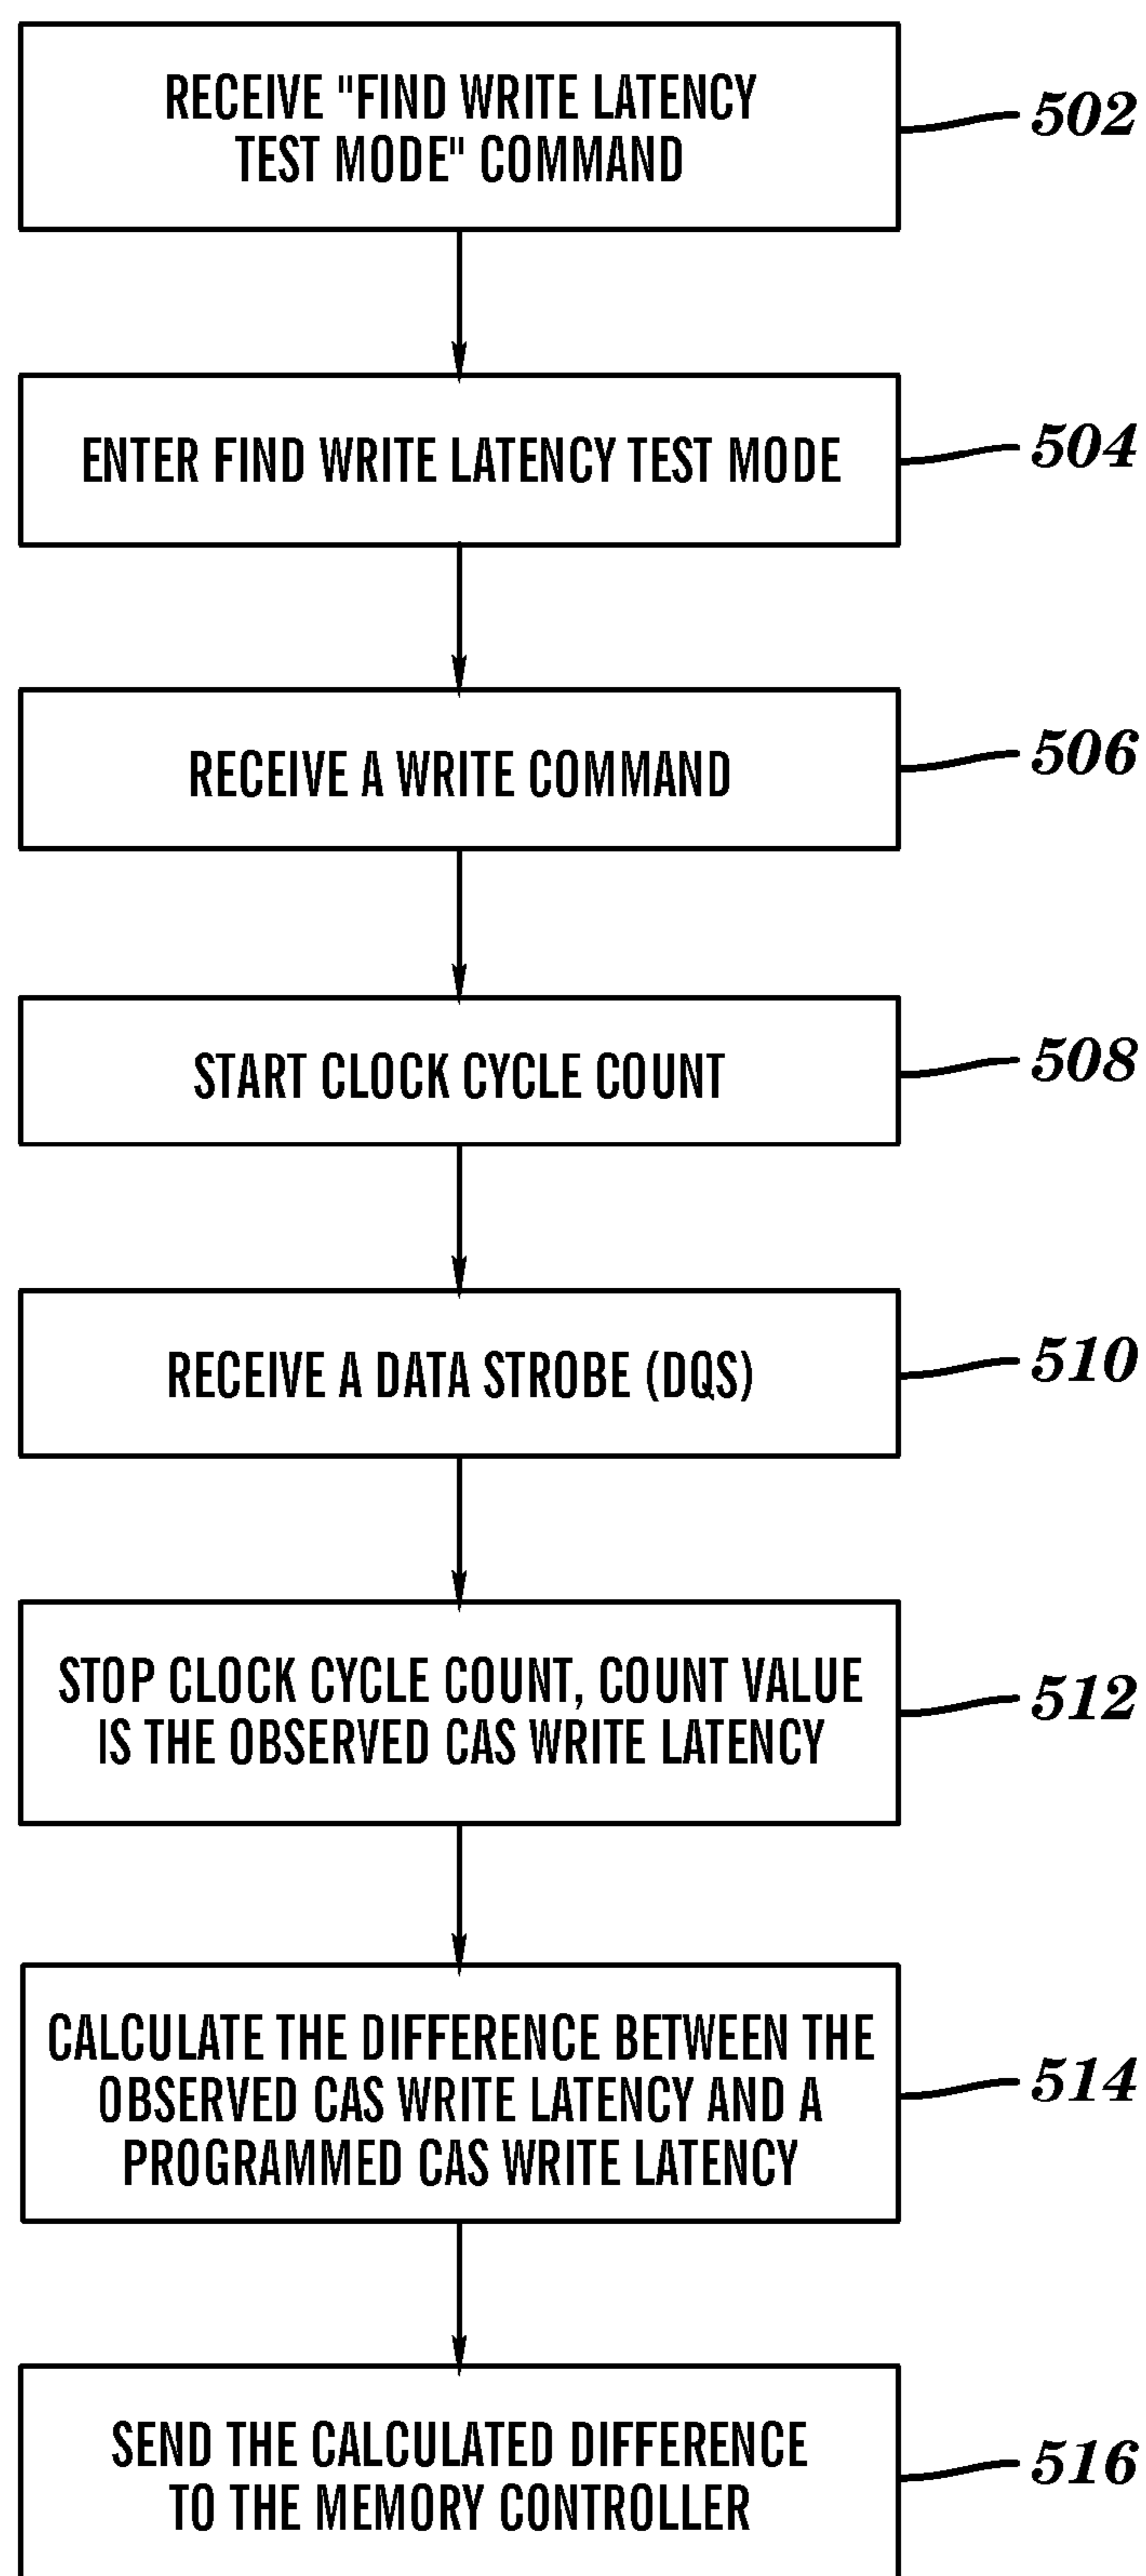 RECEIVE "FIND WRITE LATENCY
TEST MODE" COMMAND
502
ENTER FIND WRITE LATENCY TEST MODE
504
RECEIVE A WRITE COMMAND
506
START CLOCK CYCLE COUNT
508
RECEIVE A DATA STROBE (DQS)
510
STOP CLOCK CYCLE COUNT, COUNT VALUE
IS THE OBSERVED CAS WRITE LATENCY
512
CALCULATE THE DIFFERENCE BETWEEN THE
OBSERVED CAS WRITE LATENCY AND A
PROGRAMMED CAS WRITE LATENCY
514
SEND THE CALCULATED DIFFERENCE
TO THE MEMORY CONTROLLER
516